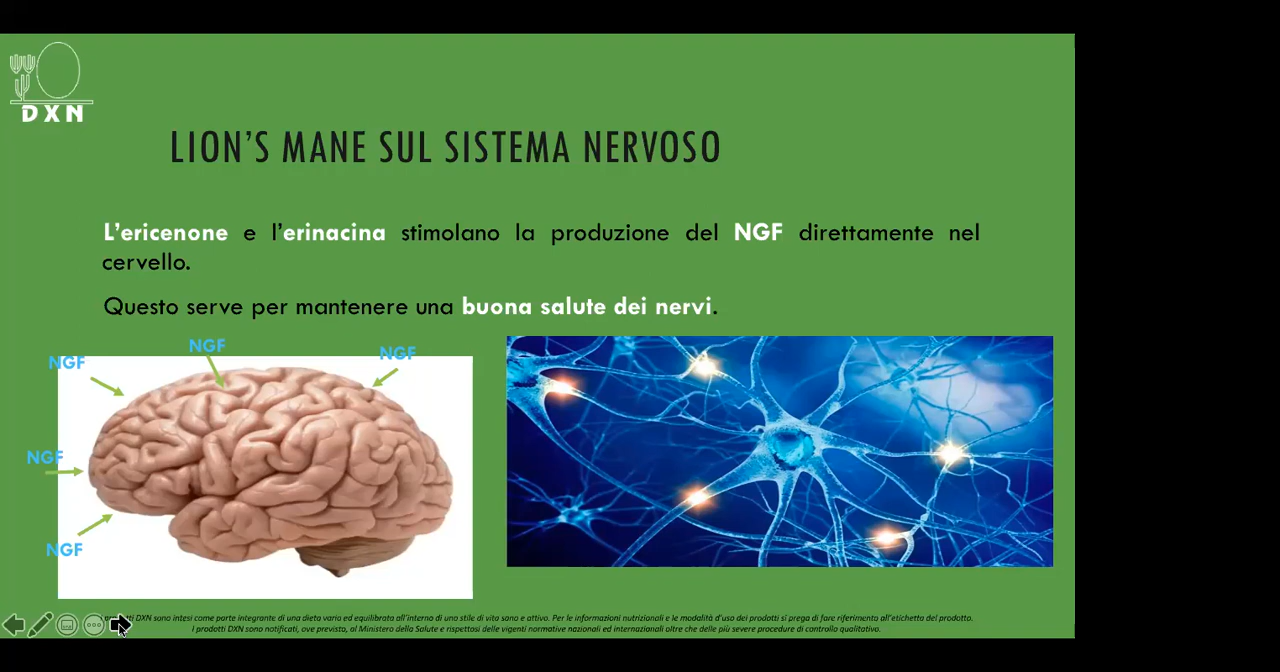 DXN
LION'S MANE SUL SISTEMA NERVOSO
L'ericenone e l'erinacina stimolano la produzione del NGF direttamente nel
cervello.
Questo serve per mantenere una buona salute dei nervi.
NGF
NGF
NGF
NGF
NGF
prodotti DXN sono intesi come parte integrante di una dieta varia ed equilibrata all'interno di uno stile di vita sano e attivo. Per le informazioni nutrizionali e le modalità d'uso dei prodotti si prega di fare riferimento all'etichetta del prodotto.
I prodotti DXN sono notificati, ove previsto, al Ministero della Salute e rispettosi delle vigenti normative nazionali ed internazionali oltre che delle più severe procedure di controllo qualitativo.